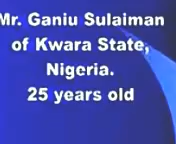 Mr. Ganiu Sulaiman
of Kwara State,
Nigeria.
25 years old